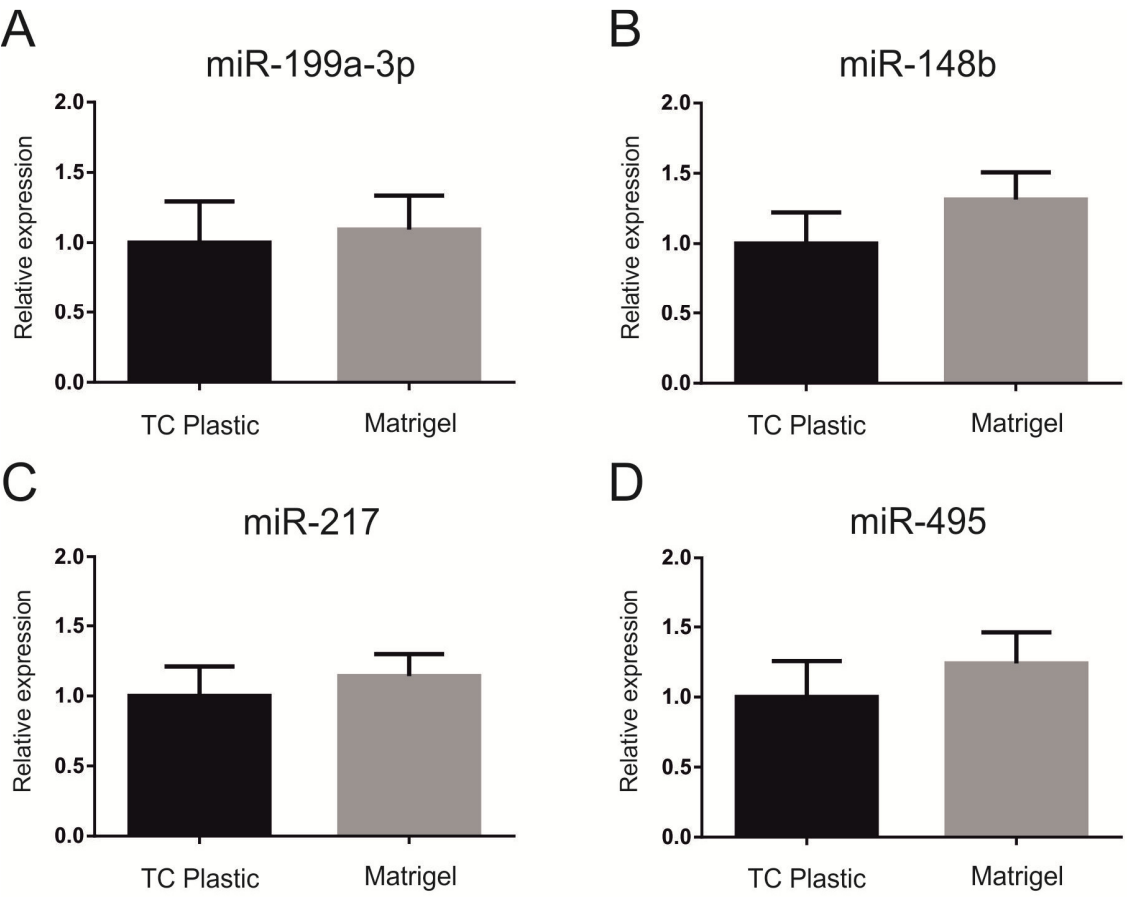 A
miR-199a-3p
Relative expression
2.0
1.5
1.0
0.5
0.0
TC Plastic Matrigel
B
miR-148b
Relative expression
2.0
1.5
1.0
0.5
0.0
TC Plastic Matrigel
C
miR-217
Relative expression
2.0
1.5
1.0
0.5
0.0
TC Plastic Matrigel
D
miR-495
Relative expression
2.0
1.5
1.0
0.5
0.0
TC Plastic Matrigel